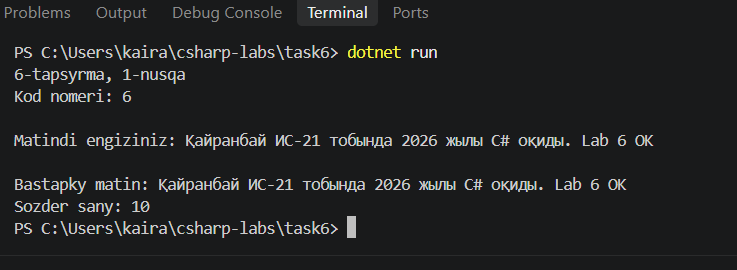 Problems Output Debug Console Terminal Ports
PS C:\Users\kaira\csharp-labs\task6> dotnet run
6-tapsyrma, 1-nusqa
Kod nomeri: 6
Matindi engiziniz: Қайранбай ИС-21 тобында 2026 жылы C# оқиды. Lab 6 OK
Bastapky matin: Қайранбай ИС-21 тобында 2026 жылы C# оқиды. Lab 6 OK
Sozder sany: 10
PS C:\Users\kaira\csharp-labs\task6>